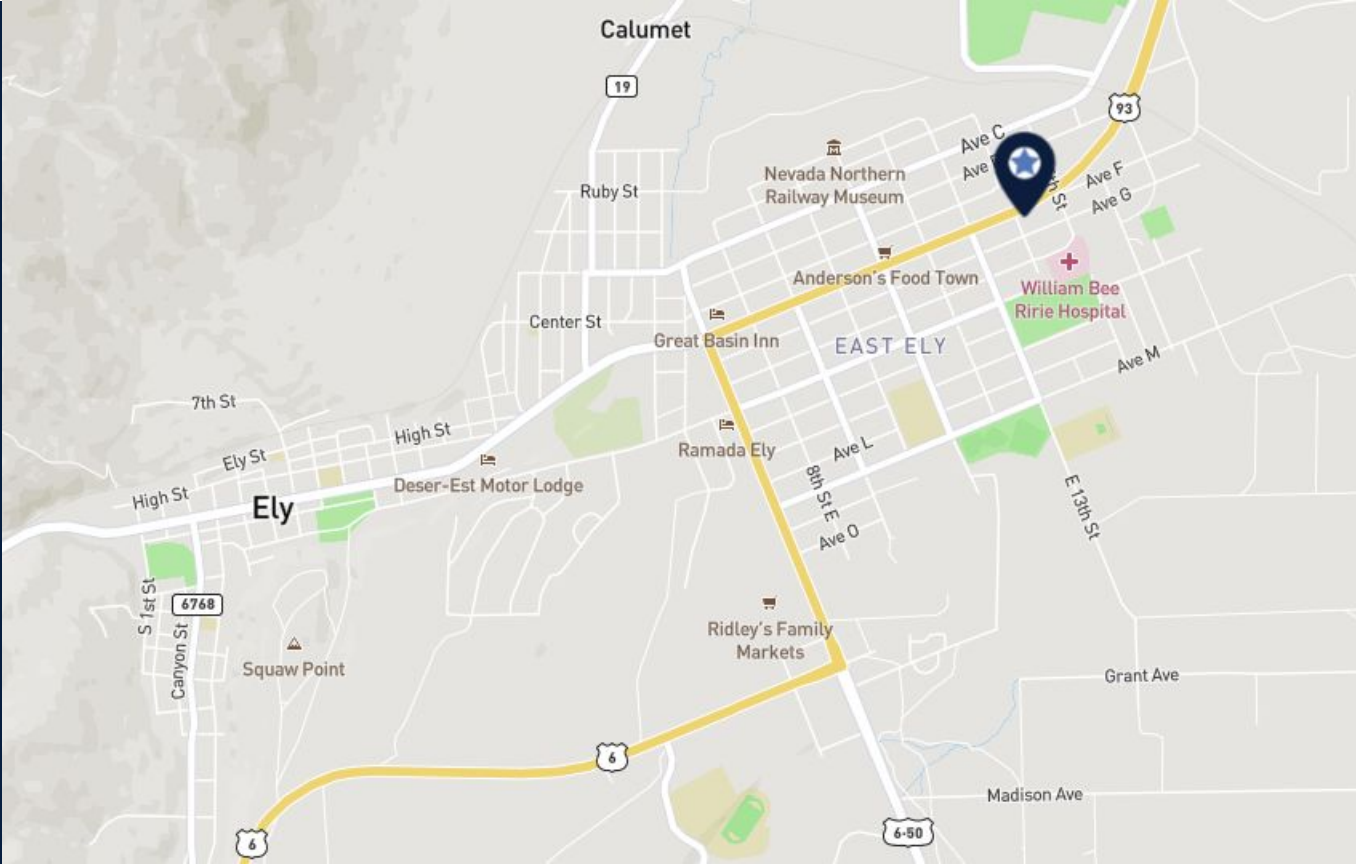 Calumet
19
93
Ave C
Nevada Northern
Railway Museum
Ave F
Ruby St
Ave G
Anderson's Food Town
William Bee
Ririe Hospital
Center St
Great Basin Inn
EAST ELY
Ave M
7th St
High St
Ely St
Ramada Ely
Ave L
Deser-Est Motor Lodge
High St
Ely
8th St E
E 13th St
Ave O
S 1st St
6768
Ridley's Family
Markets
Canyon St
Squaw Point
Grant Ave
6
Madison Ave
6
6-50